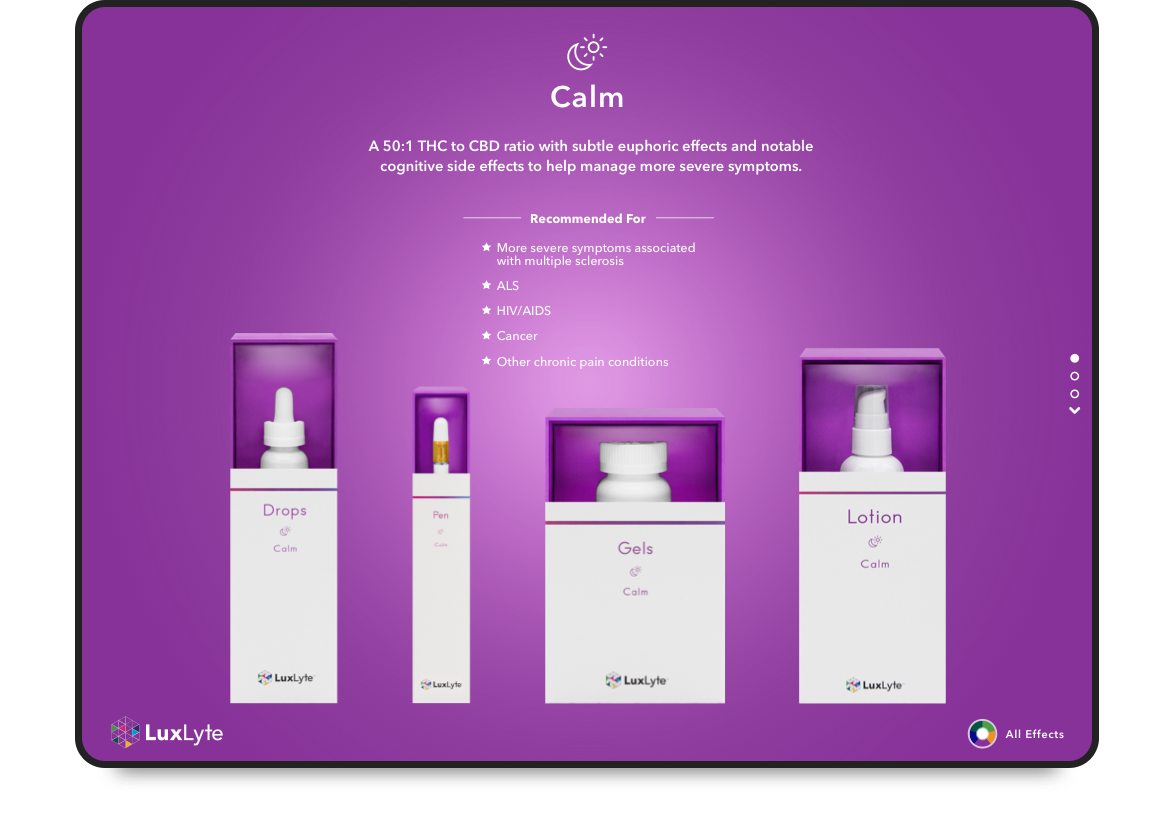 Calm
A 50:1 THC to CBD ratio with subtle euphoric effects and notable
cognitive side effects to help manage more severe symptoms.
Recommended For
More severe symptoms associated
with multiple sclerosis
ALS
HIV/AIDS
Cancer
Other chronic pain conditions
Drops
Calm
LuxLyte
Pen
Calm
LuxLyte
Gels
Calm
LuxLyte
Lotion
Calm
LuxLyte
LuxLyte
All Effects